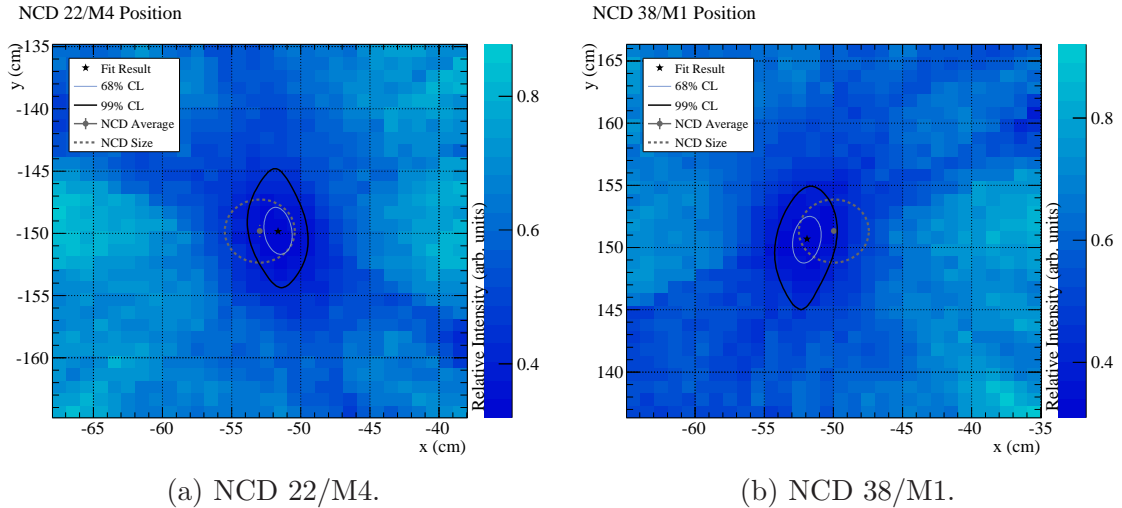 NCD 22/M4 Position
y (cm)
-135
-140
-145
-150
-155
-160
Fit Result
68% CL
99% CL
NCD Average
NCD Size
-65
-60
-55
-50
-45
-40
x (cm)
0.8
0.6
0.4
Relative Intensity (arb. units)
(a) NCD 22/M4.
NCD 38/M1 Position
y (cm)
165
160
155
150
145
140
Fit Result
68% CL
99% CL
NCD Average
NCD Size
-60
-55
-50
-45
-40
-35
x (cm)
0.8
0.6
0.4
Relative Intensity (arb. units)
(b) NCD 38/M1.